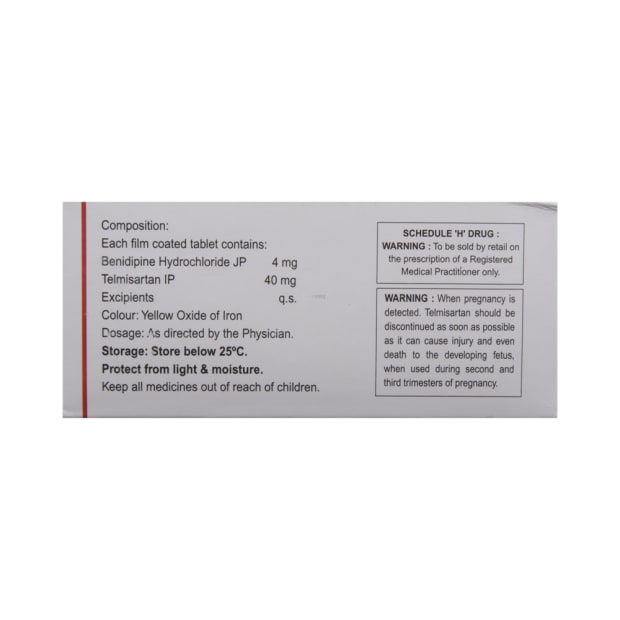 Composition:
Each film coated tablet contains:
Benidipine Hydrochloride JP 4 mg
Telmisartan IP 40 mg
Excipients q.s.
Colour: Yellow Oxide of Iron
Dosage: As directed by the Physician.
Storage: Store below 25ºC.
Protect from light & moisture.
Keep all medicines out of reach of children.
SCHEDULE 'H' DRUG :
WARNING : To be sold by retail on
the prescription of a Registered
Medical Practitioner only.
WARNING : When pregnancy is
detected. Telmisartan should be
discontinued as soon as possible
as it can cause injury and even
death to the developing fetus,
when used during second and
third trimesters of pregnancy.